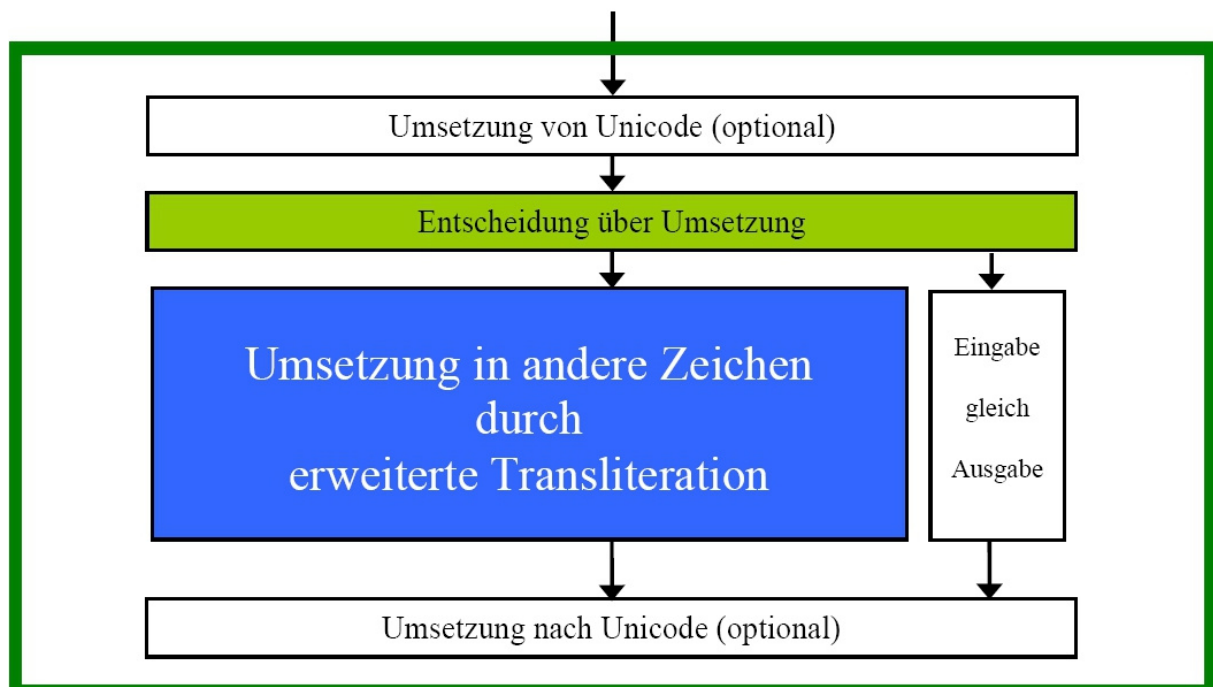 Umsetzung von Unicode (optional)
Entscheidung über Umsetzung
Umsetzung in andere Zeichen
durch
erweiterte Transliteration
Eingabe
gleich
Ausgabe
Umsetzung nach Unicode (optional)